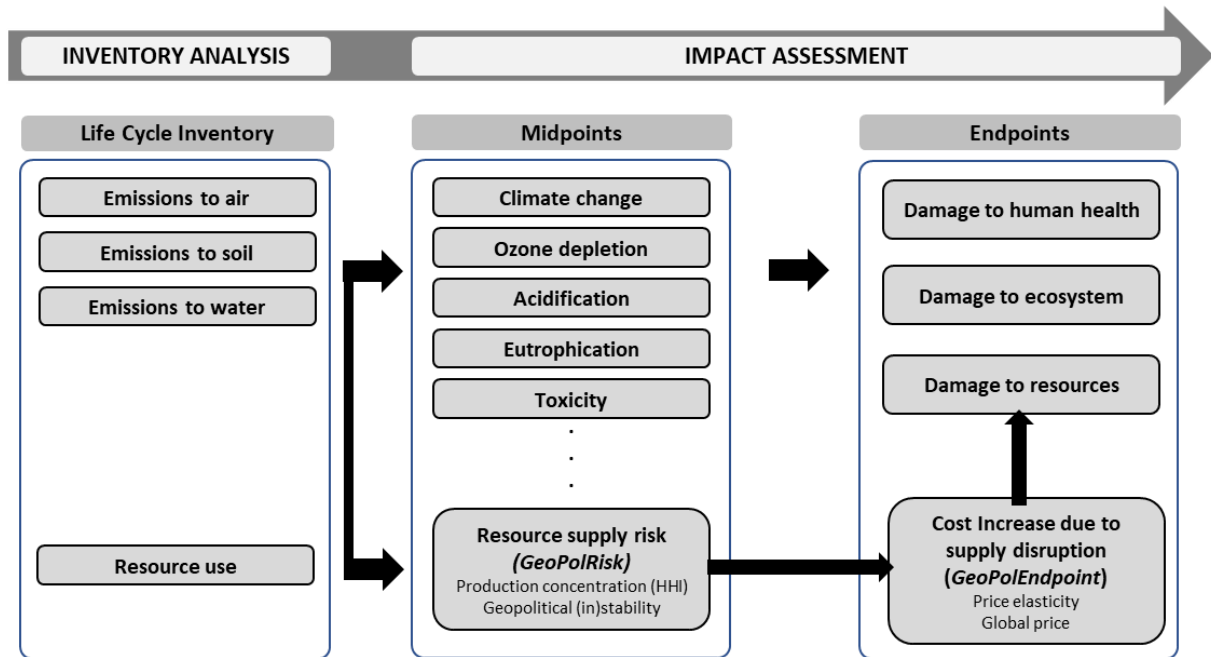 INVENTORY ANALYSIS
IMPACT ASSESSMENT
Life Cycle Inventory
Emissions to air
Emissions to soil
Emissions to water
Resource use
Midpoints
Climate change
Ozone depletion
Acidification
Eutrophication
Toxicity
.
.
.
Resource supply risk
(GeoPolRisk)
Production concentration (HHI)
Geopolitical (in)stability
Endpoints
Damage to human health
Damage to ecosystem
Damage to resources
Cost Increase due to
supply disruption
(GeoPolEndpoint)
Price elasticity
Global price